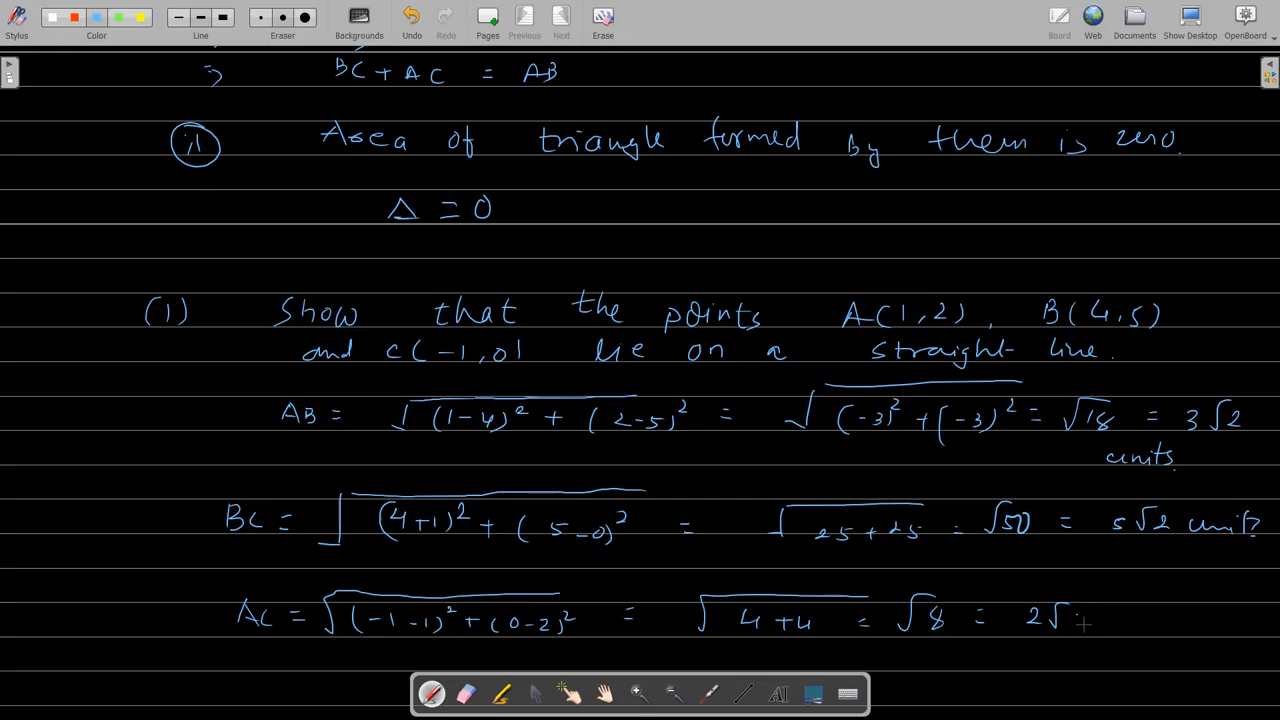 Stylus Color Line Eraser Backgrounds Undo Redo Pages Previous Next Erase Board Web Documents Show Desktop OpenBoard
⇒ BC + AC = AB
(ii) Area of triangle formed By them is zero.
Δ = 0
(1) Show that the points A(1,2), B(4,5)
and C(-1,0) lie on a straight line.
AB = √((1-4)² + (2-5)²) = √((-3)² + (-3)²) = √18 = 3√2
units.
BC = √((4+1)² + (5-0)²) = √(25+25) = √50 = 5√2 units
AC = √((-1-1)² + (0-2)²) = √(4+4) = √8 = 2√